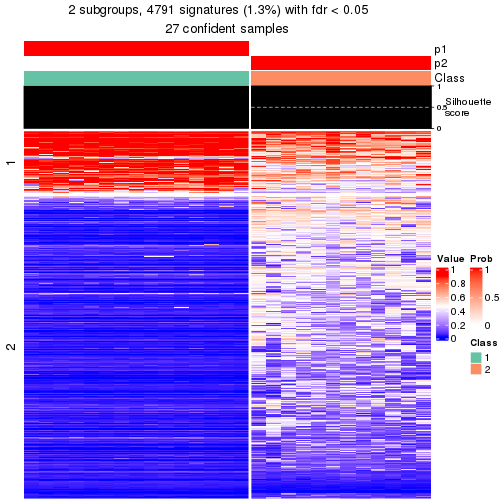 2 subgroups, 4791 signatures (1.3%) with fdr < 0.05
27 confident samples
p1
p2
Class
1
0.5
0
Silhouette
score
1
2
Value
1
0.8
0.6
0.4
0.2
0
Prob
1
0.5
0
Class
1
2